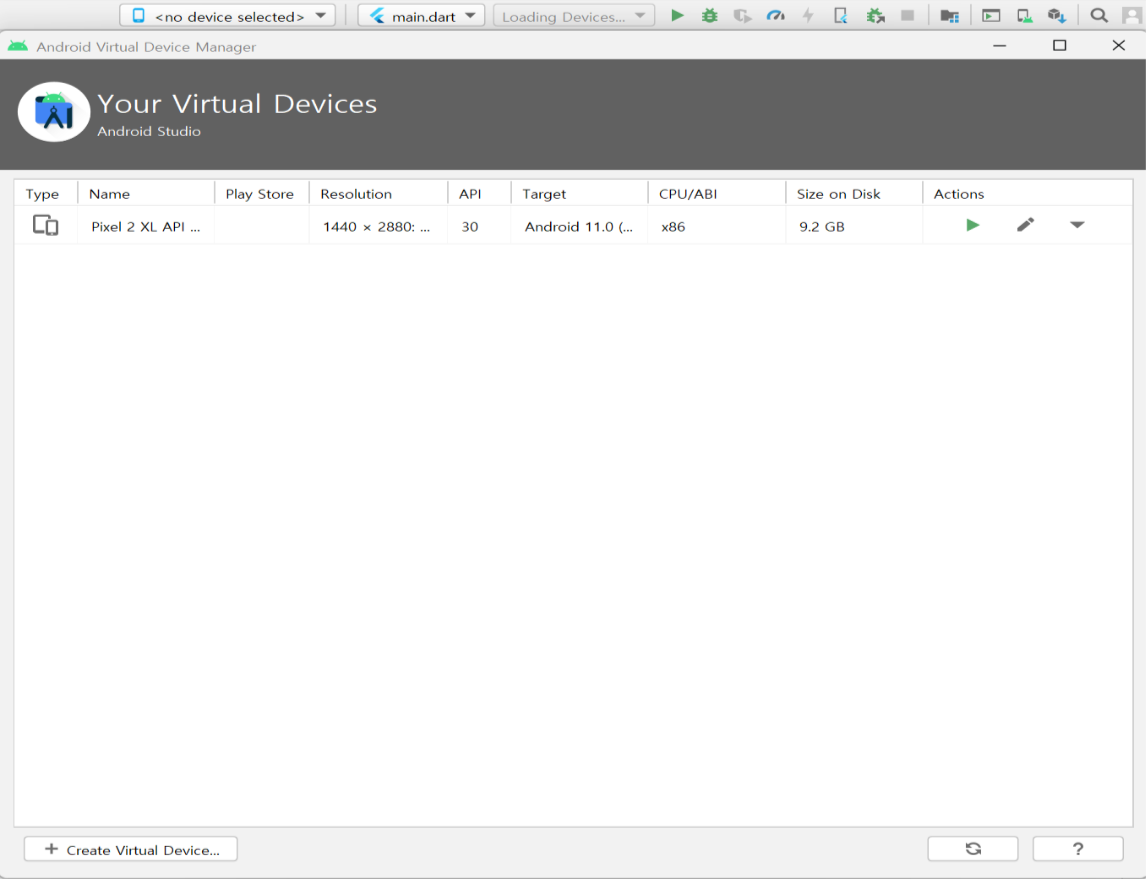 <no device selected>
main.dart
Loading Devices...
Android Virtual Device Manager
Your Virtual Devices
Android Studio
Type Name Play Store Resolution API Target CPU/ABI Size on Disk Actions
Pixel 2 XL API ... 1440 × 2880: ... 30 Android 11.0 (... x86 9.2 GB
+ Create Virtual Device...
?